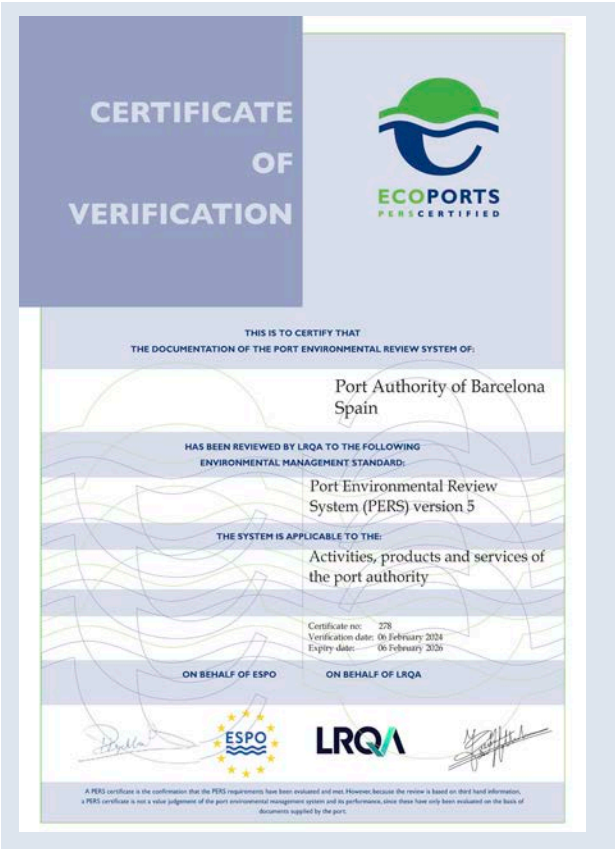 CERTIFICATE
OF
VERIFICATION
ECOPORTS
PERS CERTIFIED
THIS IS TO CERTIFY THAT
THE DOCUMENTATION OF THE PORT ENVIRONMENTAL REVIEW SYSTEM OF:
Port Authority of Barcelona
Spain
HAS BEEN REVIEWED BY LRQA TO THE FOLLOWING
ENVIRONMENTAL MANAGEMENT STANDARD:
Port Environmental Review
System (PERS) version 5
THE SYSTEM IS APPLICABLE TO THE:
Activities, products and services of
the port authority
Certificate no: 278
Verification date: 06 February 2024
Expiry date: 06 February 2026
ON BEHALF OF ESPO ON BEHALF OF LRQA
ESPO
LRQA
A PERS certificate is the confirmation that the PERS requirements have been evaluated and met. However, because the review is based on third hand information,
a PERS certificate is not a value judgement of the port environmental management system and its performance, since these have only been evaluated on the basis of
documents supplied by the port.